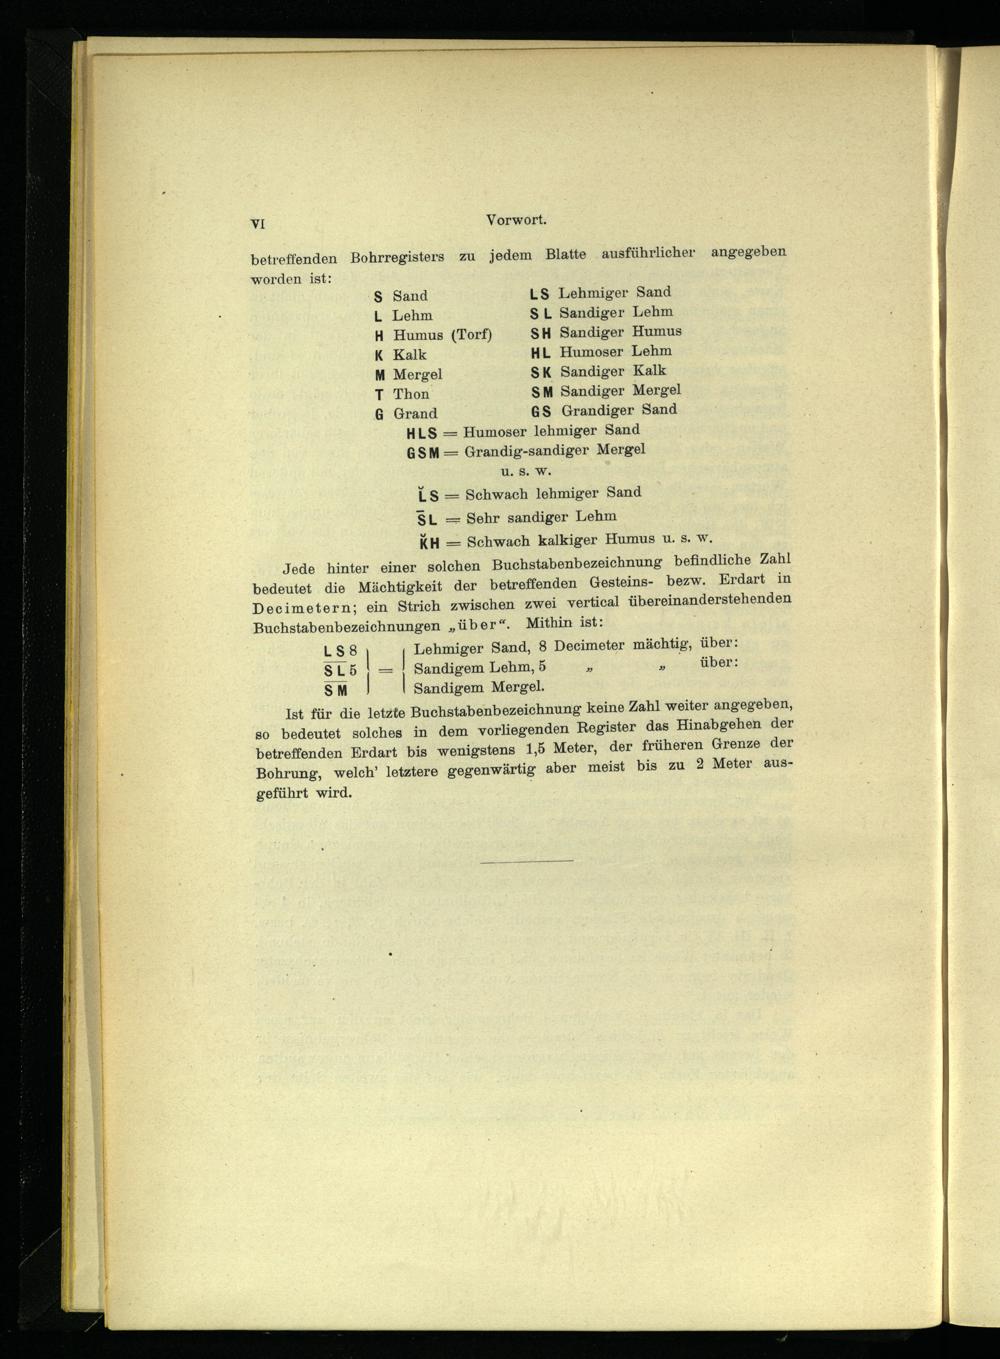 VI Vorwort.
betreffenden Bohrregisters zu jedem Blatte ausführlicher angegeben
worden ist:
S Sand LS Lehmiger Sand
L Lehm SL Sandiger Lehm
H Humus (Torf) SH Sandiger Humus
K Kalk HL Humoser Lehm
M Mergel SK Sandiger Kalk
T Thon SM Sandiger Mergel
G Grand GS Grandiger Sand
HLS = Humoser lehmiger Sand
GSM = Grandig-sandiger Mergel
u. s. w.
L̆S = Schwach lehmiger Sand
S̄L = Sehr sandiger Lehm
K̆H = Schwach kalkiger Humus u. s. w.
Jede hinter einer solchen Buchstabenbezeichnung befindliche Zahl
bedeutet die Mächtigkeit der betreffenden Gesteins- bezw. Erdart in
Decimetern; ein Strich zwischen zwei vertical übereinanderstehenden
Buchstabenbezeichnungen „über“. Mithin ist:
LS8 Lehmiger Sand, 8 Decimeter mächtig, über:
SL5 = Sandigem Lehm, 5 „ „ über:
SM Sandigem Mergel.
Ist für die letzte Buchstabenbezeichnung keine Zahl weiter angegeben,
so bedeutet solches in dem vorliegenden Register das Hinabgehen der
betreffenden Erdart bis wenigstens 1,5 Meter, der früheren Grenze der
Bohrung, welch' letztere gegenwärtig aber meist bis zu 2 Meter aus-
geführt wird.